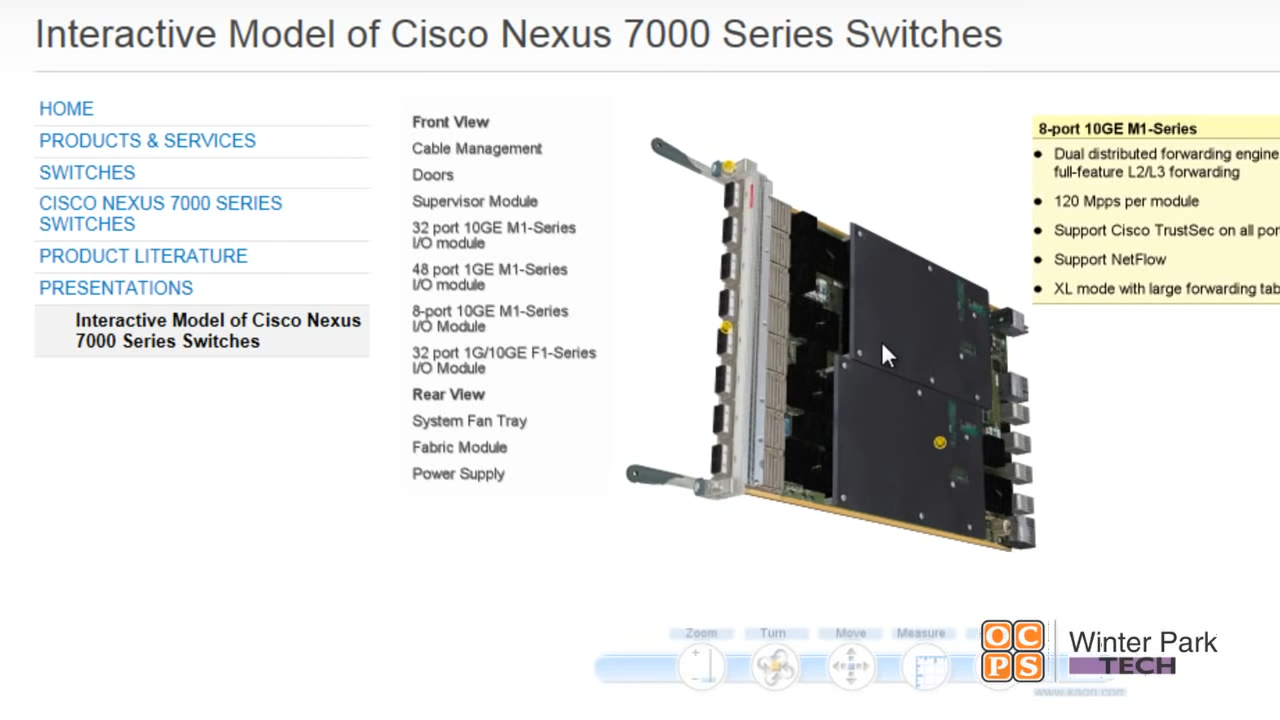 Interactive Model of Cisco Nexus 7000 Series Switches
HOME
PRODUCTS & SERVICES
SWITCHES
CISCO NEXUS 7000 SERIES
SWITCHES
PRODUCT LITERATURE
PRESENTATIONS
Interactive Model of Cisco Nexus
7000 Series Switches
Front View
Cable Management
Doors
Supervisor Module
32 port 10GE M1-Series
I/O module
48 port 1GE M1-Series
I/O module
8-port 10GE M1-Series
I/O Module
32 port 1G/10GE F1-Series
I/O Module
Rear View
System Fan Tray
Fabric Module
Power Supply
8-port 10GE M1-Series
Dual distributed forwarding engine
full-feature L2/L3 forwarding
120 Mpps per module
Support Cisco TrustSec on all por
Support NetFlow
XL mode with large forwarding tab
Zoom
Turn
Move
Measure
OCPS
Winter Park
TECH
www.kaon.com